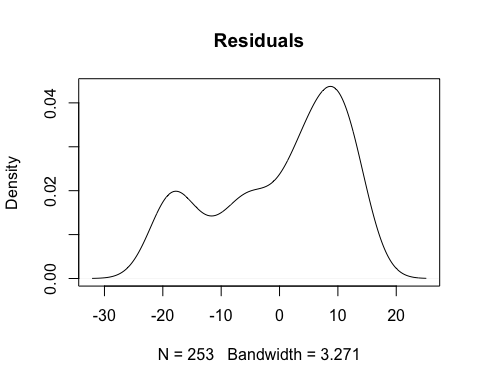 Residuals
Density
0.04
0.02
0.00
-30 -20 -10 0 10 20
N = 253 Bandwidth = 3.271